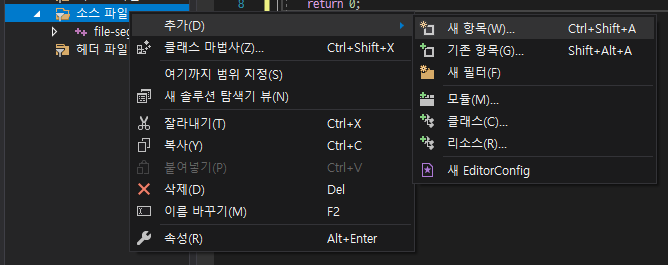 소스 파일
file-seg
헤더 파일
8 return 0;
추가(D)
클래스 마법사(Z)... Ctrl+Shift+X
여기까지 범위 지정(S)
새 솔루션 탐색기 뷰(N)
잘라내기(T) Ctrl+X
복사(Y) Ctrl+C
붙여넣기(P) Ctrl+V
삭제(D) Del
이름 바꾸기(M) F2
속성(R) Alt+Enter
새 항목(W)... Ctrl+Shift+A
기존 항목(G)... Shift+Alt+A
새 필터(F)
모듈(M)...
클래스(C)...
리소스(R)...
새 EditorConfig